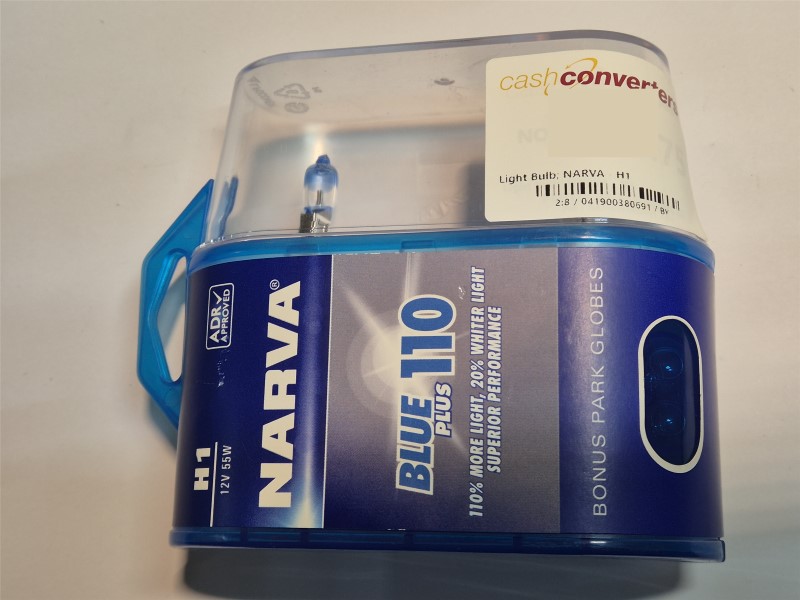 cashconverters
Light Bulb: NARVA H1
2:8 / 041900380691 / BK
ADR
APPROVED
H1
12V 55W
NARVA®
BLUE
PLUS 110
110% MORE LIGHT, 20% WHITER LIGHT
SUPERIOR PERFORMANCE
BONUS PARK GLOBES